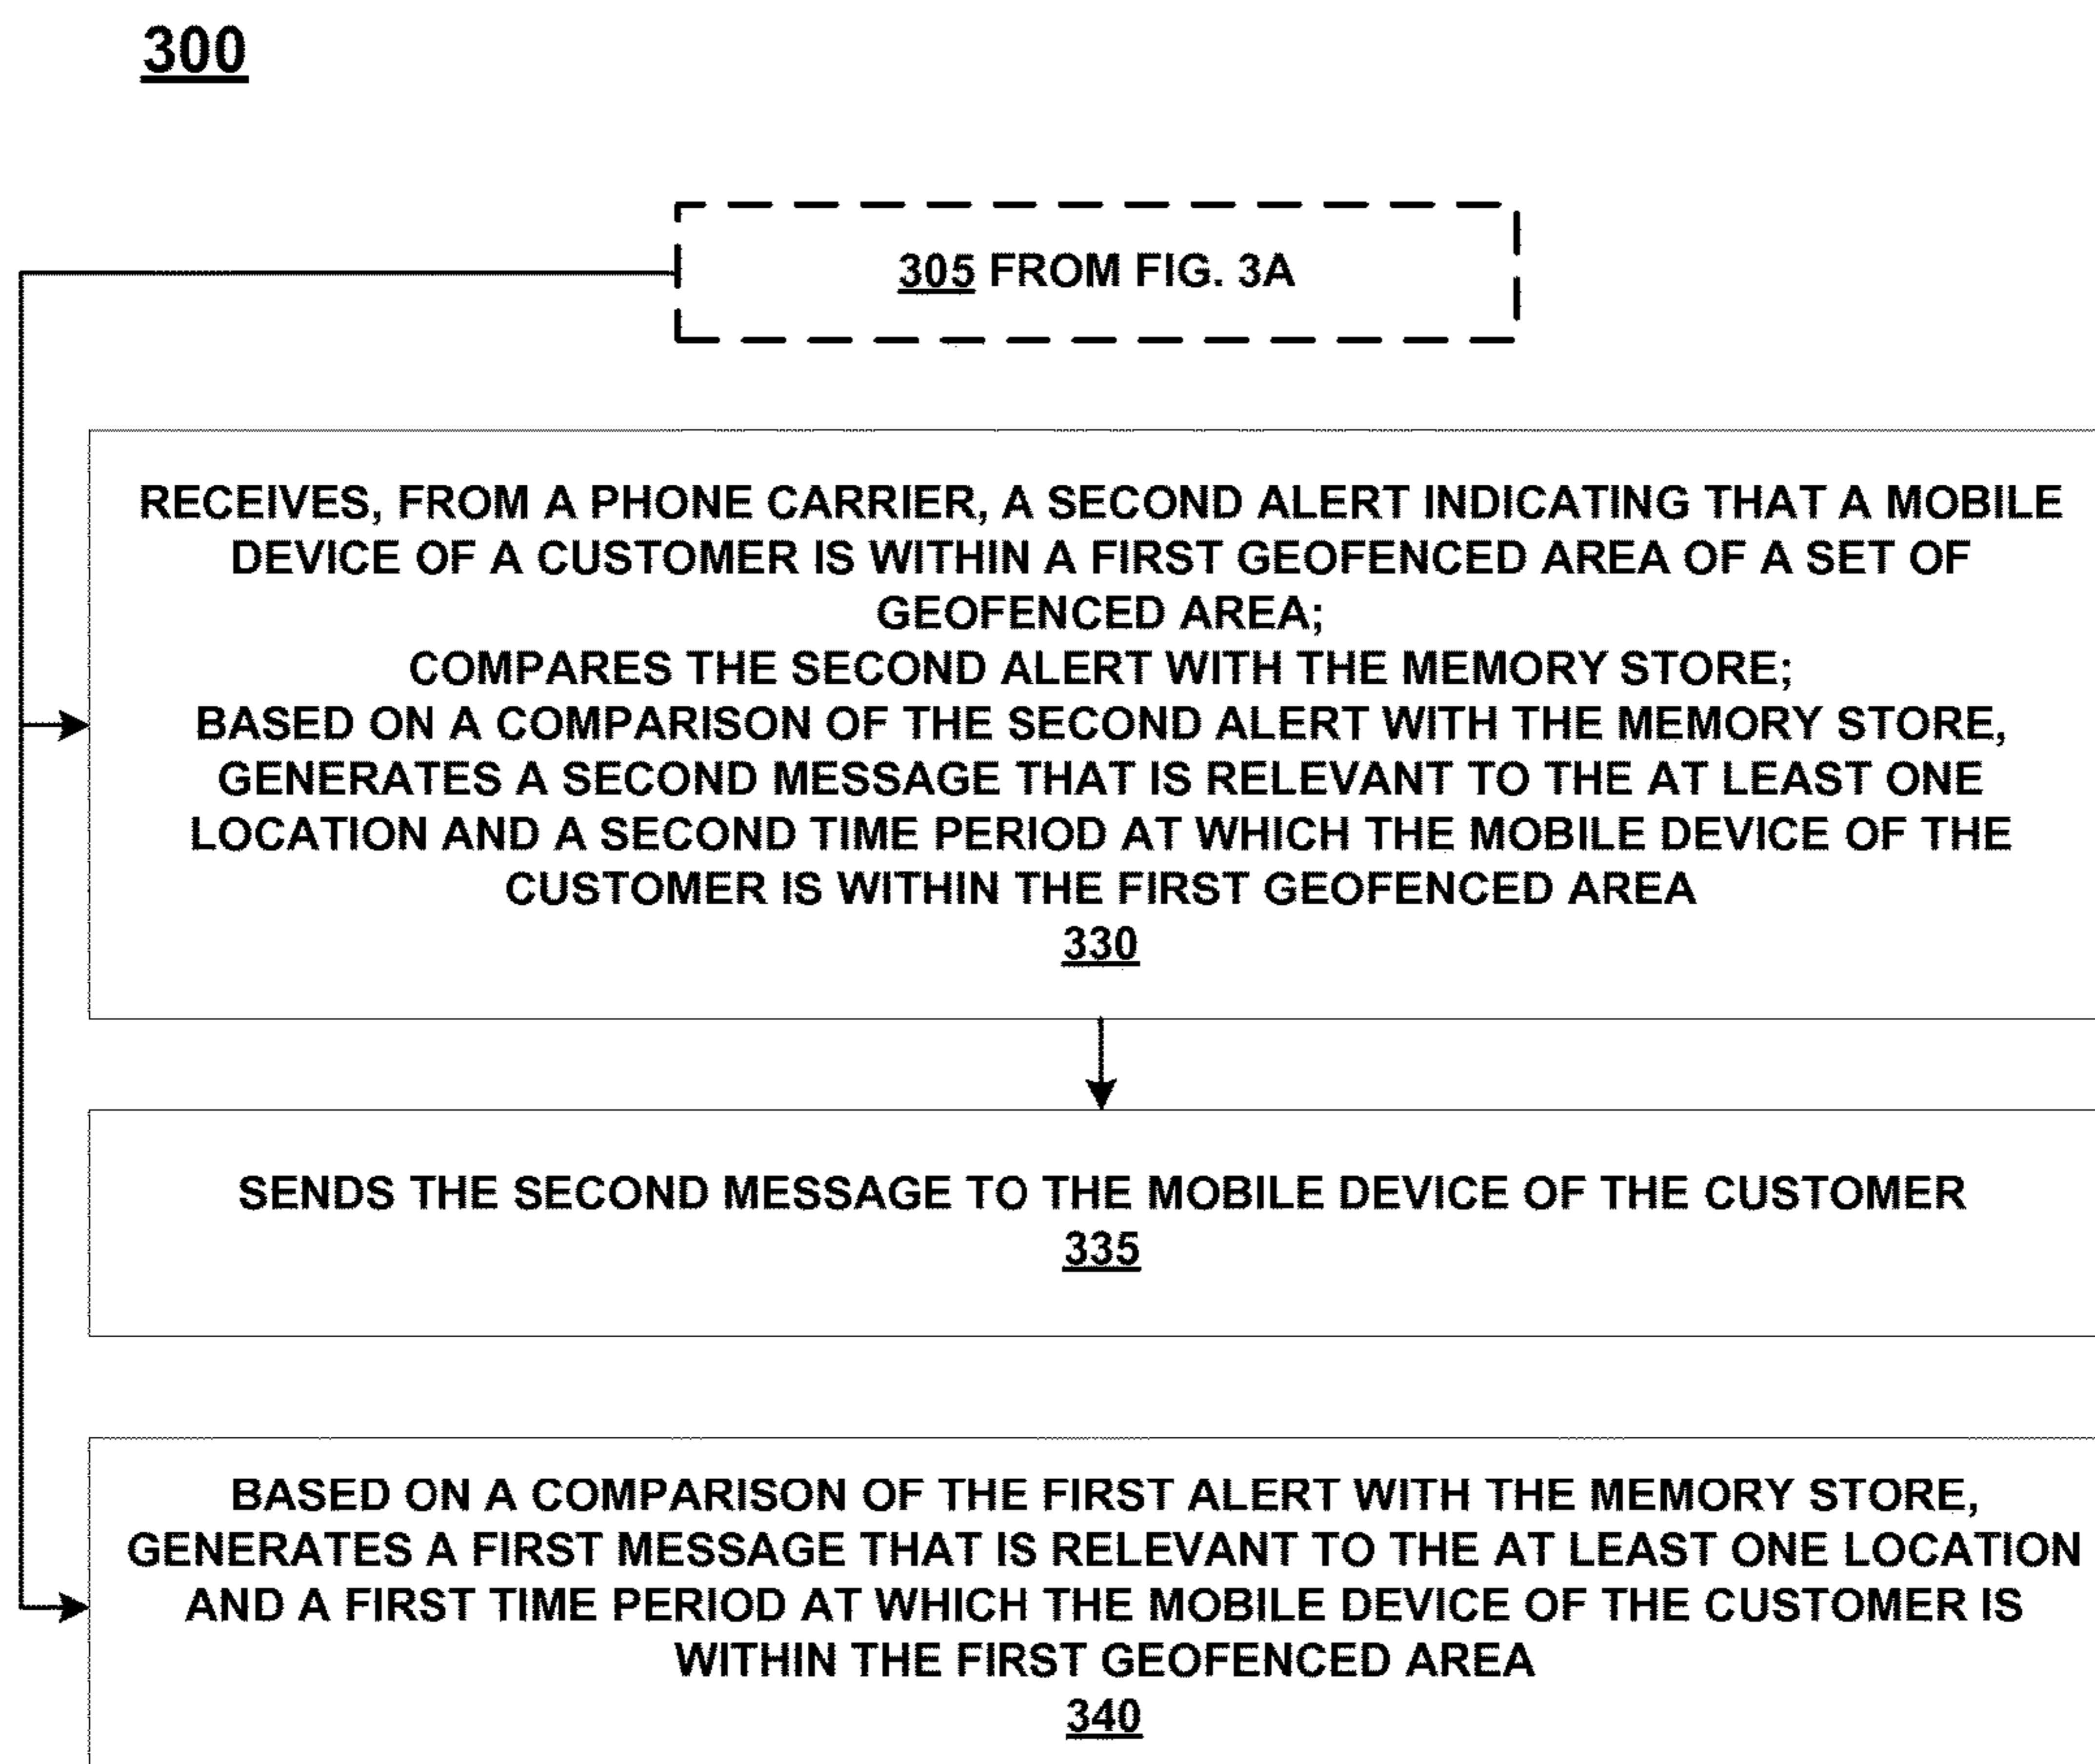 300
305 FROM FIG. 3A
RECEIVES, FROM A PHONE CARRIER, A SECOND ALERT INDICATING THAT A MOBILE
DEVICE OF A CUSTOMER IS WITHIN A FIRST GEOFENCED AREA OF A SET OF
GEOFENCED AREA;
COMPARES THE SECOND ALERT WITH THE MEMORY STORE;
BASED ON A COMPARISON OF THE SECOND ALERT WITH THE MEMORY STORE,
GENERATES A SECOND MESSAGE THAT IS RELEVANT TO THE AT LEAST ONE
LOCATION AND A SECOND TIME PERIOD AT WHICH THE MOBILE DEVICE OF THE
CUSTOMER IS WITHIN THE FIRST GEOFENCED AREA
330
SENDS THE SECOND MESSAGE TO THE MOBILE DEVICE OF THE CUSTOMER
335
BASED ON A COMPARISON OF THE FIRST ALERT WITH THE MEMORY STORE,
GENERATES A FIRST MESSAGE THAT IS RELEVANT TO THE AT LEAST ONE LOCATION
AND A FIRST TIME PERIOD AT WHICH THE MOBILE DEVICE OF THE CUSTOMER IS
WITHIN THE FIRST GEOFENCED AREA
340